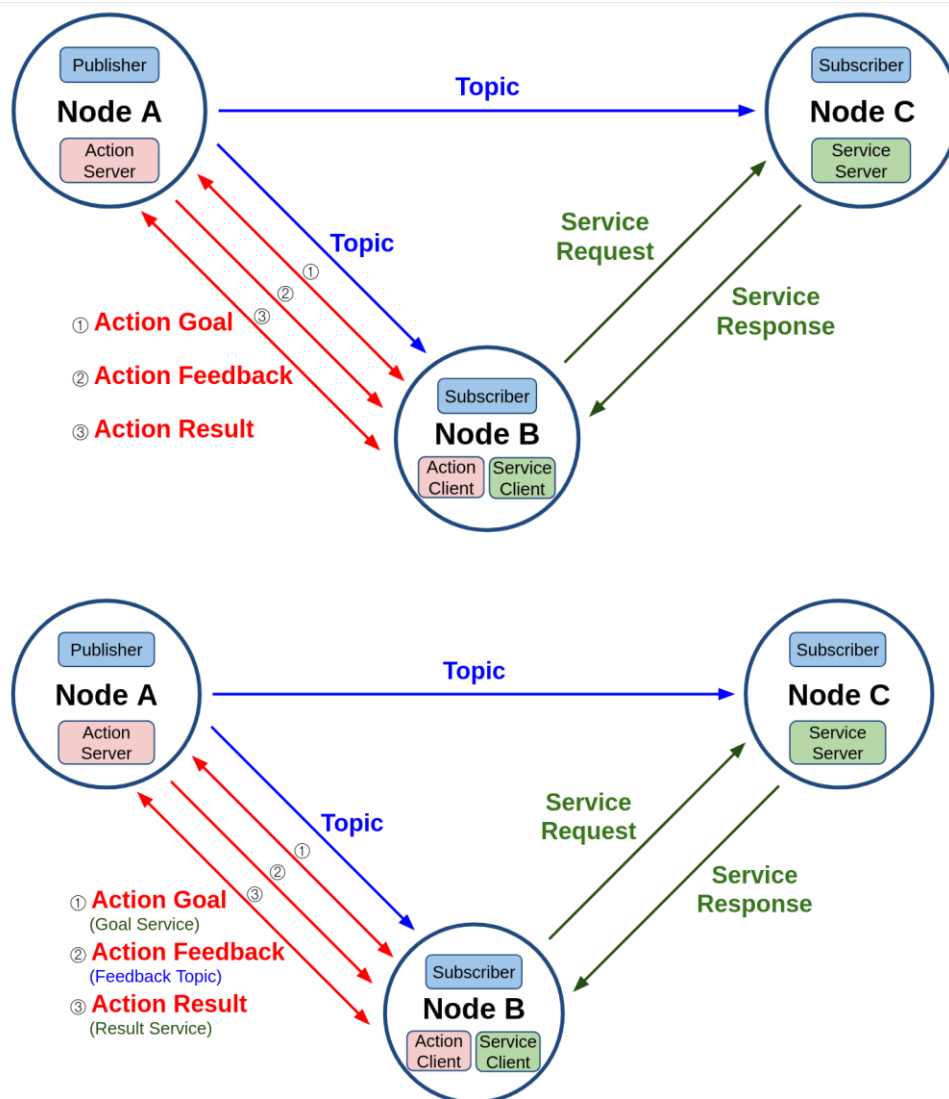 Publisher
Node A
Action
Server
Topic
Subscriber
Node C
Service
Server
Topic
①
②
③
Service
Request
Service
Response
① Action Goal
② Action Feedback
③ Action Result
Subscriber
Node B
Action
Client
Service
Client
Publisher
Node A
Action
Server
Topic
Subscriber
Node C
Service
Server
Topic
①
②
③
Service
Request
Service
Response
① Action Goal
(Goal Service)
② Action Feedback
(Feedback Topic)
③ Action Result
(Result Service)
Subscriber
Node B
Action
Client
Service
Client